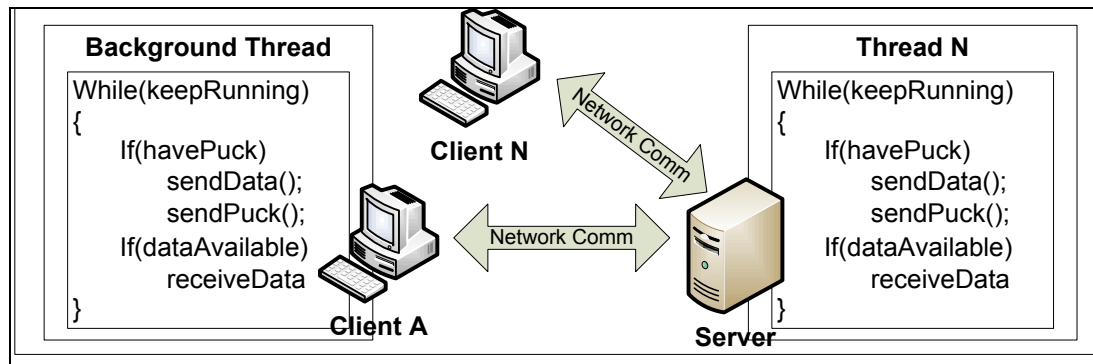 Background Thread
While(keepRunning)
{
If(havePuck)
sendData();
sendPuck();
If(dataAvailable)
receiveData
}
Client N
Network Comm
Client A
Network Comm
Server
Thread N
While(keepRunning)
{
If(havePuck)
sendData();
sendPuck();
If(dataAvailable)
receiveData
}